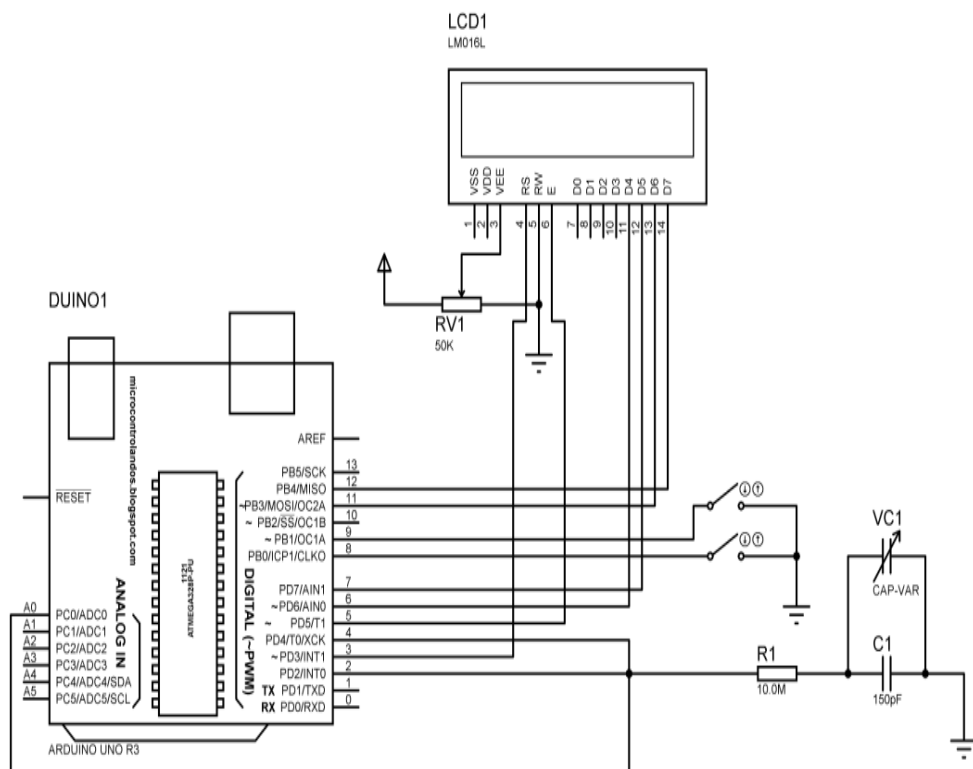 LCD1
LM016L
VSS
VDD
VEE
RS
RW
E
D0
D1
D2
D3
D4
D5
D6
D7
1
2
3
4
5
6
7
8
9
10
11
12
13
14
RV1
50K
DUINO1
microcontrolandos.blogspot.com
RESET
AREF
PB5/SCK 13
PB4/MISO 12
~PB3/MOSI/OC2A 11
~ PB2/SS/OC1B 10
~ PB1/OC1A 9
PB0/ICP1/CLKO 8
PD7/AIN1 7
~PD6/AIN0 6
~ PD5/T1 5
PD4/T0/XCK 4
~PD3/INT1 3
PD2/INT0 2
TX PD1/TXD 1
RX PD0/RXD 0
DIGITAL (~PWM)
ATMEGA328P-PU
1121
ANALOG IN
A0 PC0/ADC0
A1 PC1/ADC1
A2 PC2/ADC2
A3 PC3/ADC3
A4 PC4/ADC4/SDA
A5 PC5/ADC5/SCL
ARDUINO UNO R3
VC1
CAP-VAR
R1
10.0M
C1
150pF